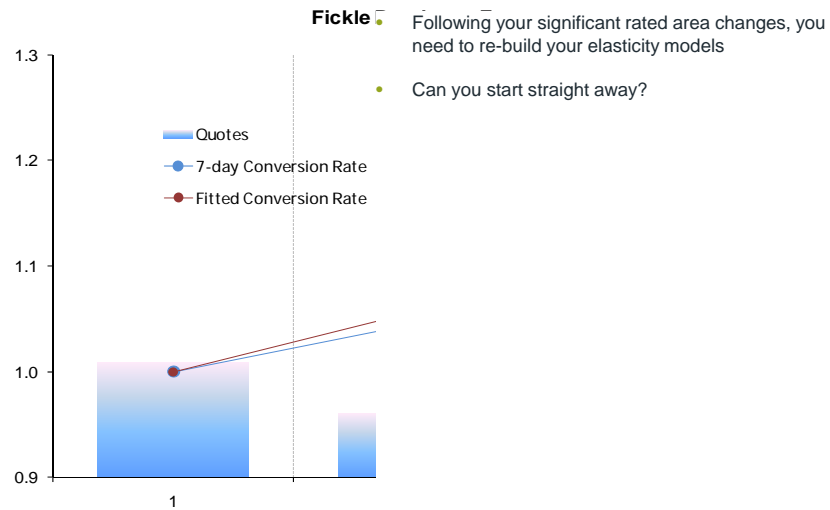 Fickle
Following your significant rated area changes, you
need to re-build your elasticity models
Can you start straight away?
1.3
1.2
1.1
1.0
0.9
Quotes
7-day Conversion Rate
Fitted Conversion Rate
1